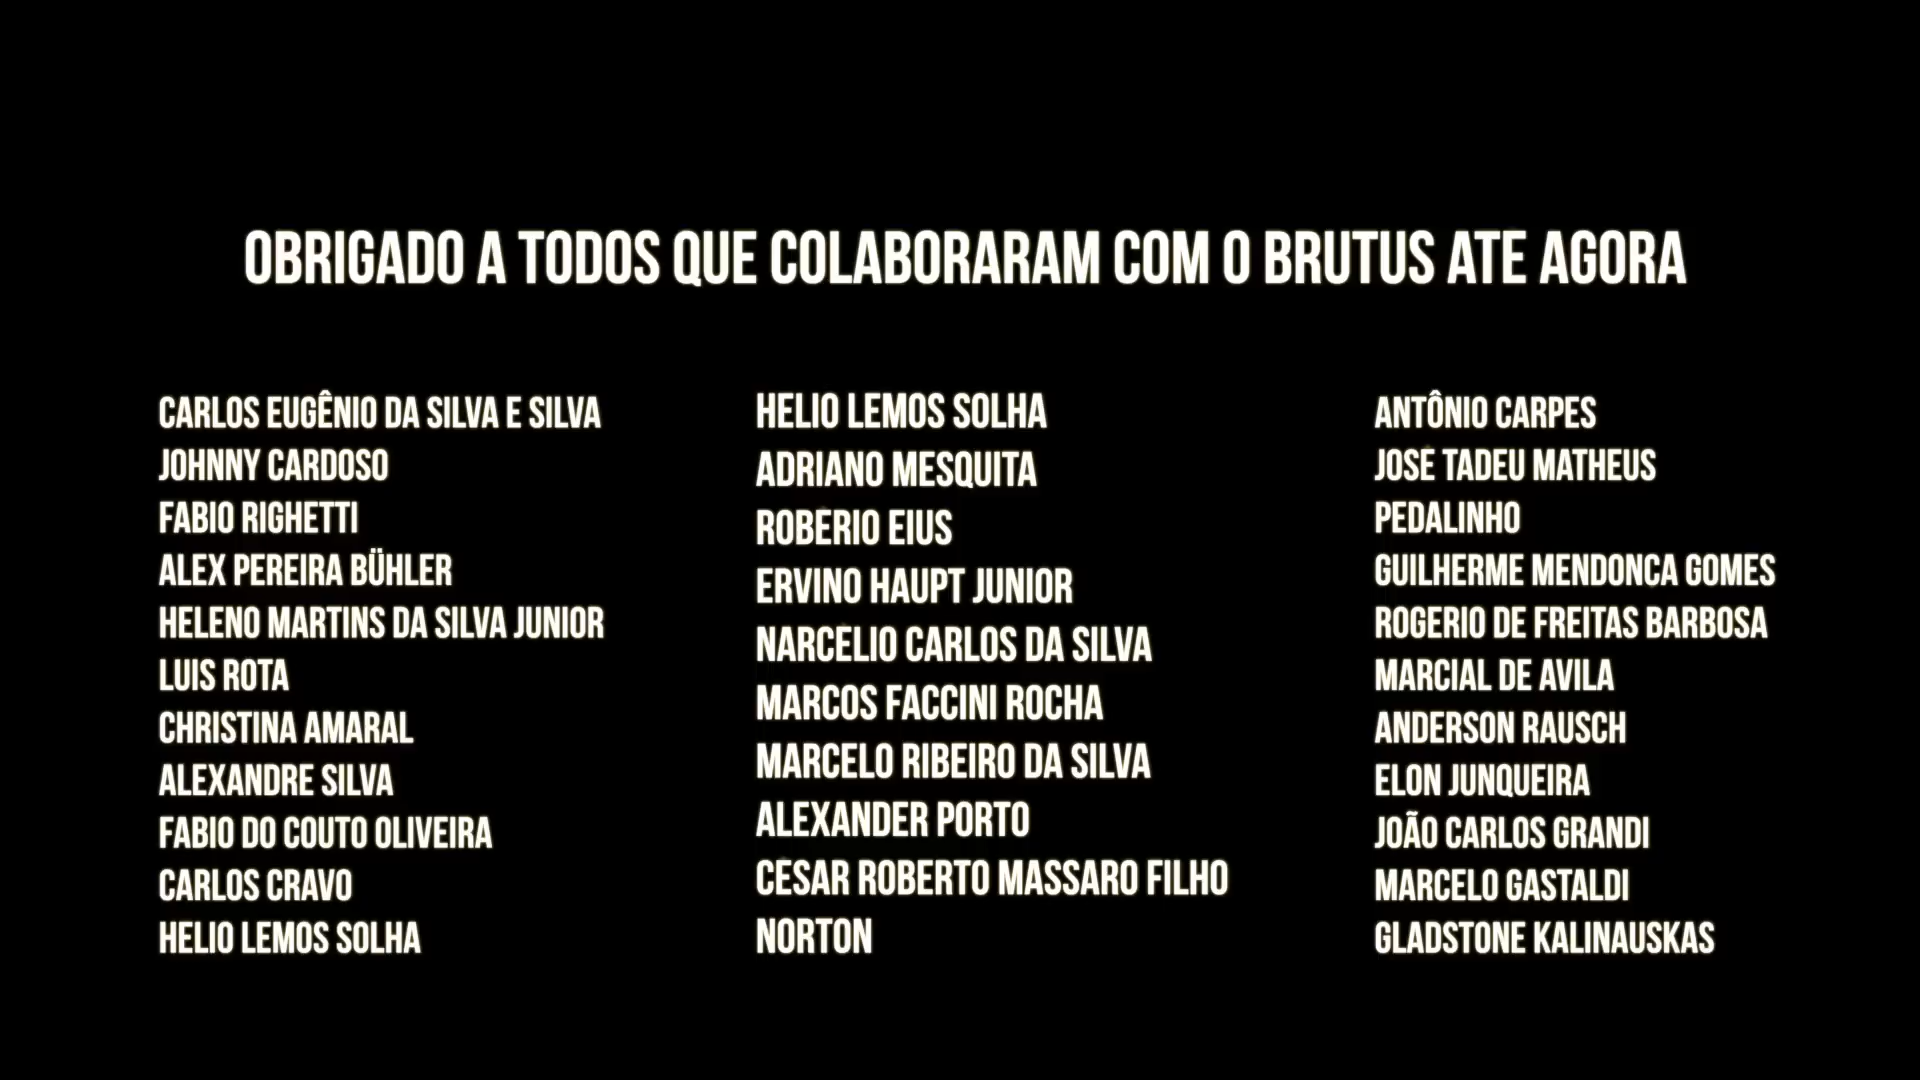 OBRIGADO A TODOS QUE COLABORARAM COM O BRUTUS ATE AGORA
CARLOS EUGÊNIO DA SILVA E SILVA
JOHNNY CARDOSO
FABIO RIGHETTI
ALEX PEREIRA BÜHLER
HELENO MARTINS DA SILVA JUNIOR
LUIS ROTA
CHRISTINA AMARAL
ALEXANDRE SILVA
FABIO DO COUTO OLIVEIRA
CARLOS CRAVO
HELIO LEMOS SOLHA
HELIO LEMOS SOLHA
ADRIANO MESQUITA
ROBERIO EIUS
ERVINO HAUPT JUNIOR
NARCELIO CARLOS DA SILVA
MARCOS FACCINI ROCHA
MARCELO RIBEIRO DA SILVA
ALEXANDER PORTO
CESAR ROBERTO MASSARO FILHO
NORTON
ANTÔNIO CARPES
JOSE TADEU MATHEUS
PEDALINHO
GUILHERME MENDONCA GOMES
ROGERIO DE FREITAS BARBOSA
MARCIAL DE AVILA
ANDERSON RAUSCH
ELON JUNQUEIRA
JOÃO CARLOS GRANDI
MARCELO GASTALDI
GLADSTONE KALINAUSKAS